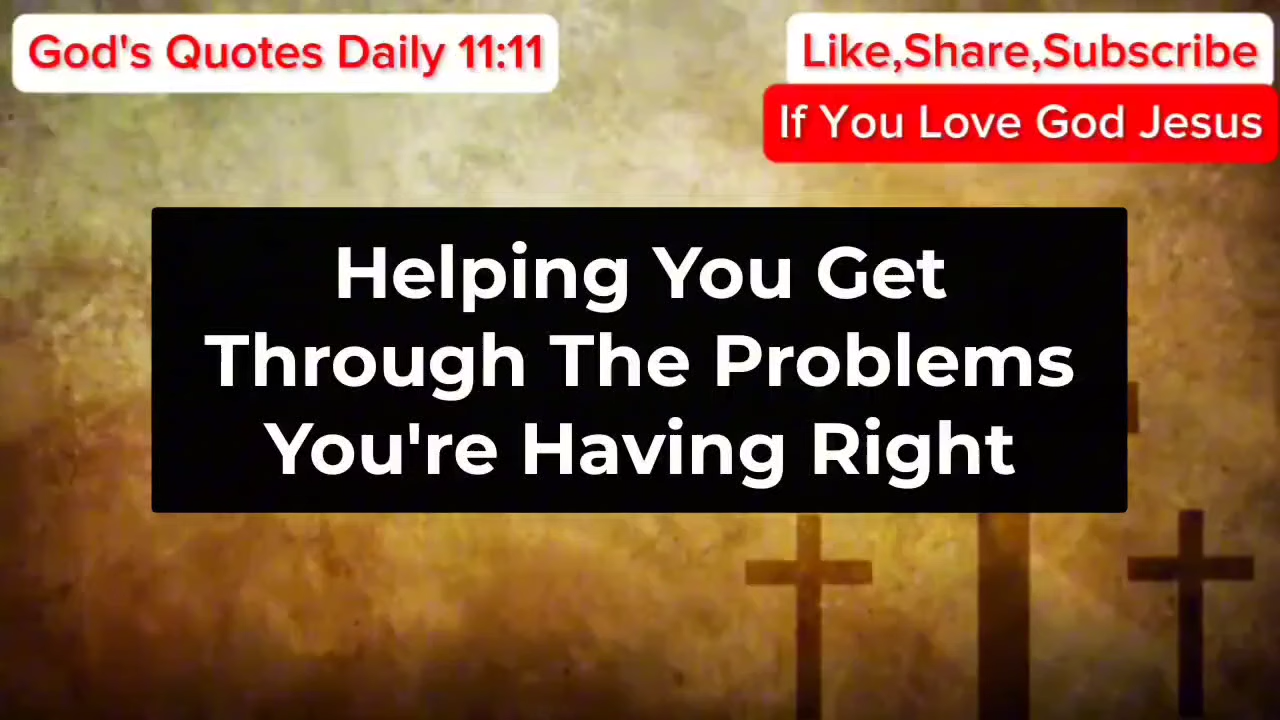 God's Quotes Daily 11:11
Like,Share,Subscribe
If You Love God Jesus
Helping You Get
Through The Problems
You're Having Right